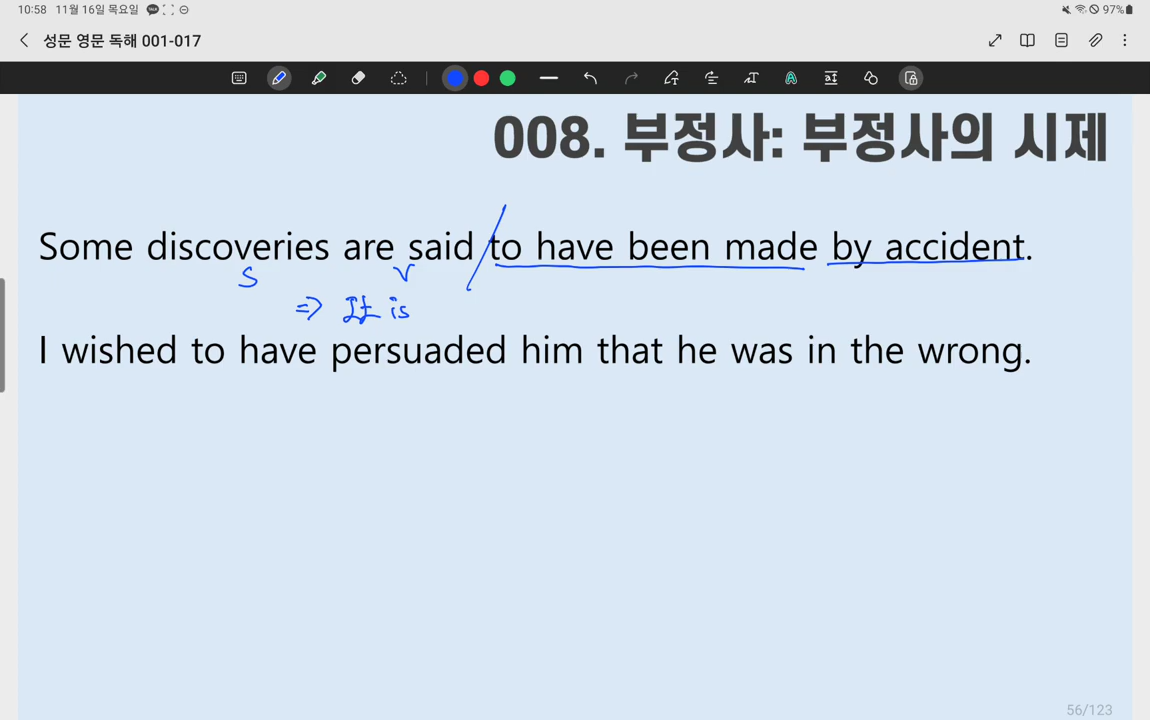 10:58 11월 16일 목요일
97%
성문 영문 독해 001-017
008. 부정사: 부정사의 시제
Some discoveries are said to have been made by accident.
S V
⇒ It is
I wished to have persuaded him that he was in the wrong.
56/123